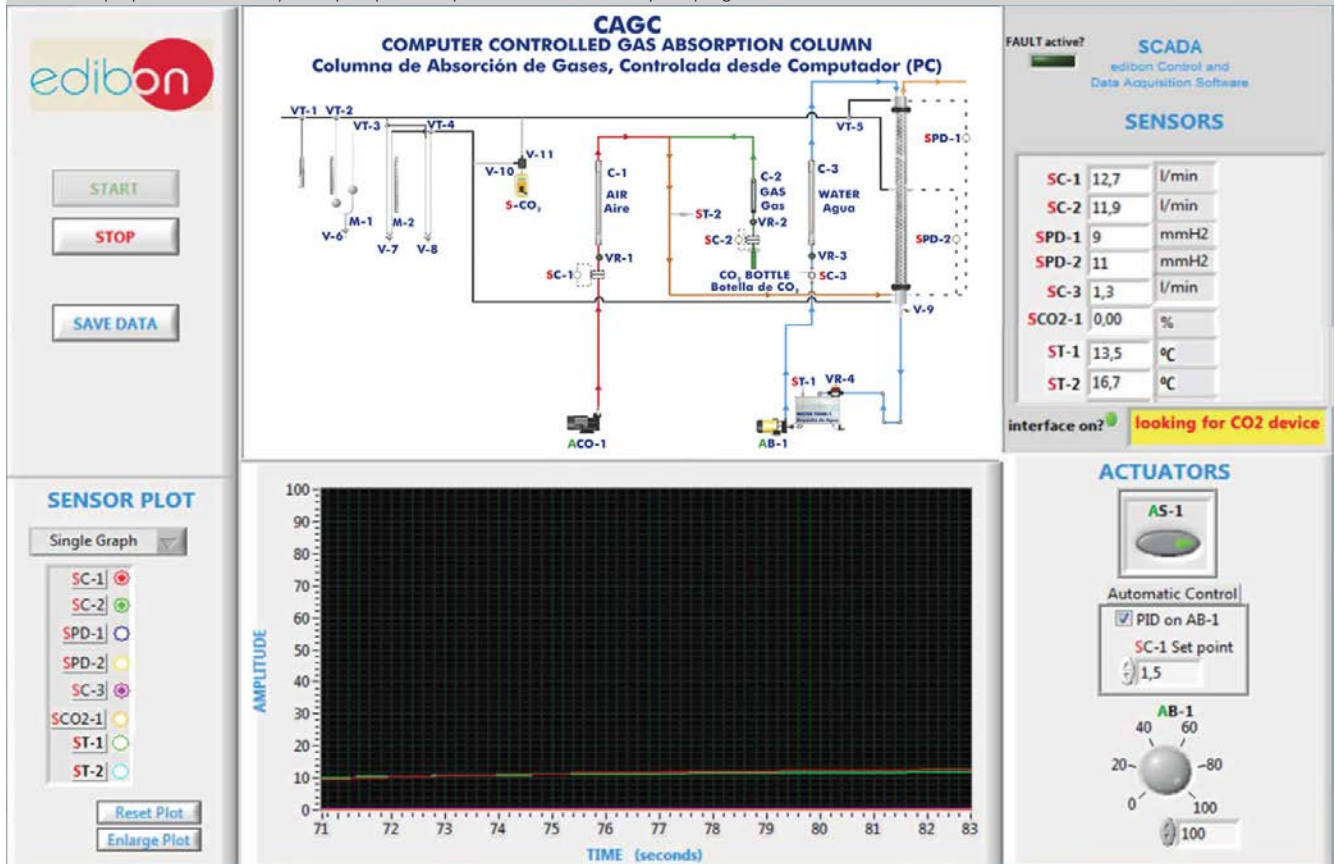 edibon
START
STOP
SAVE DATA
CAGC
COMPUTER CONTROLLED GAS ABSORPTION COLUMN
Columna de Absorción de Gases, Controlada desde Computador (PC)
VT-1 VT-2
VT-3
VT-4
V-6
M-1
V-7
M-2
V-8
V-10
V-11
S-CO₂
C-1
AIR
Aire
VR-1
SC-1
ACO-1
ST-2
C-2
GAS
Gas
VR-2
SC-2
CO₂ BOTTLE
Botella de CO₂
C-3
WATER
Agua
VR-3
SC-3
VT-5
SPD-1
SPD-2
V-9
ST-1 VR-4
AB-1
FAULT active?
SCADA
edibon Control and
Data Acquisition Software
SENSORS
SC-1 12,7 l/min
SC-2 11,9 l/min
SPD-1 9 mmH2
SPD-2 11 mmH2
SC-3 1,3 l/min
SCO2-1 0,00 %
ST-1 13,5 ºC
ST-2 16,7 ºC
interface on? looking for CO2 device
SENSOR PLOT
Single Graph
SC-1
SC-2
SPD-1
SPD-2
SC-3
SCO2-1
ST-1
ST-2
Reset Plot
Enlarge Plot
AMPLITUDE
100
90
80
70
60
50
40
30
20
10
0
71 72 73 74 75 76 77 78 79 80 81 82 83
TIME (seconds)
ACTUATORS
AS-1
Automatic Control
PID on AB-1
SC-1 Set point
1,5
AB-1
40 60
20 80
0 100
100